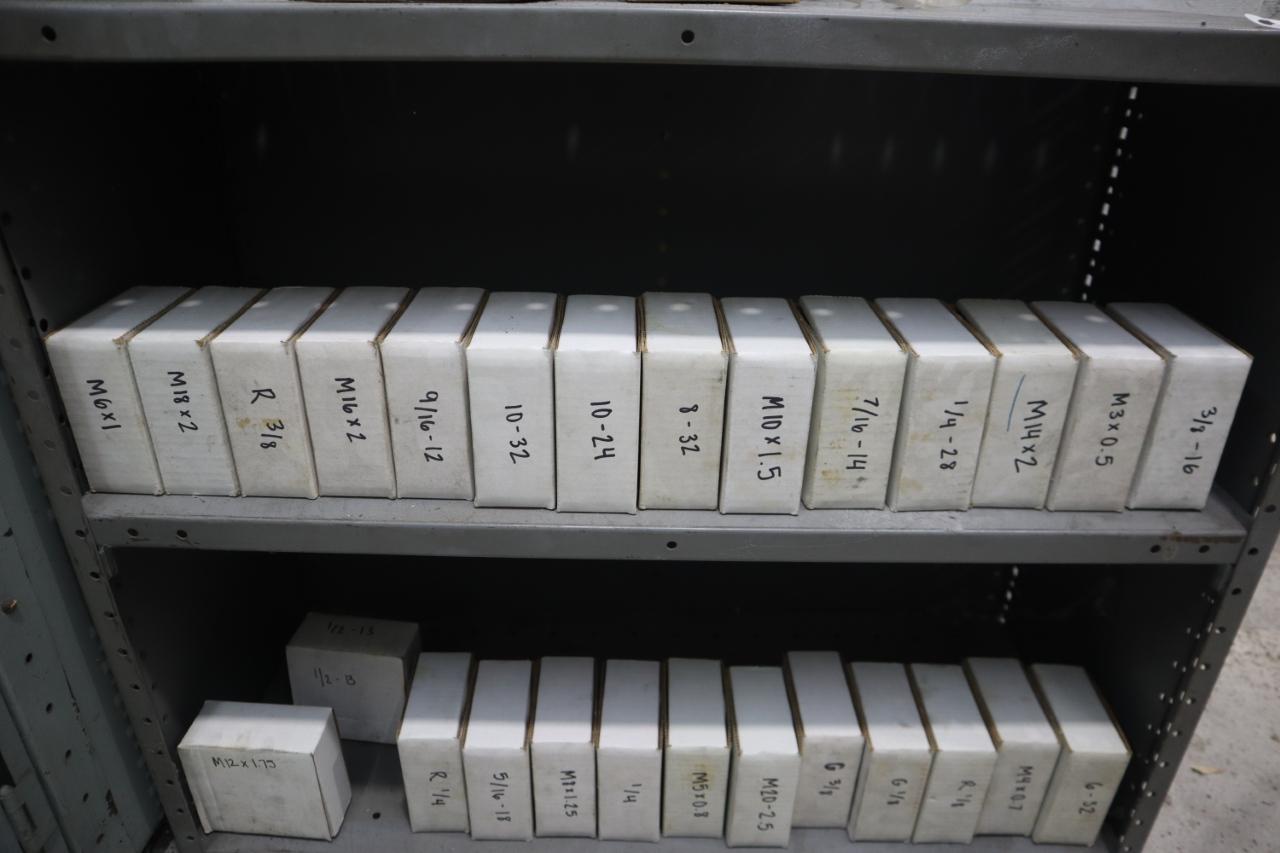 M6x1
M18x2
R 3/8
M16x2
9/16-12
10-32
10-24
8-32
M10x1.5
7/16-14
1/4-28
M14x2
M3x0.5
3/8-16
1/2-13
1/2-13
M12x1.75
R 1/4
5/16-18
M8x1.25
1/4
M5x0.8
M20-2.5
G 3/8
G 1/8
R 1/8
M4x0.7
6-32